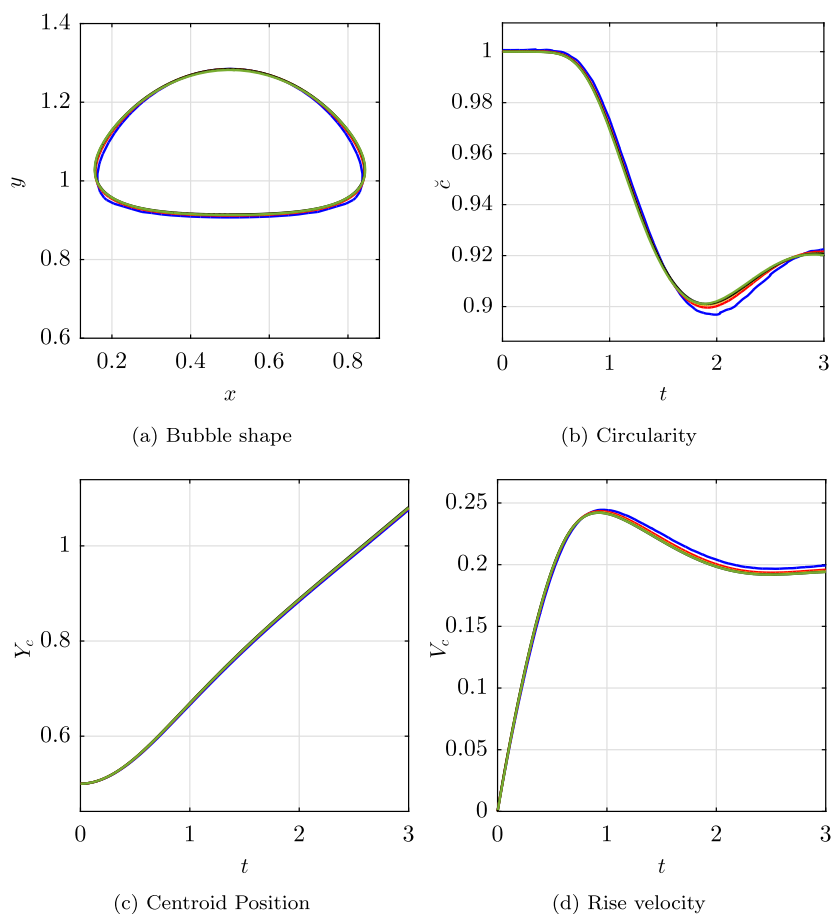 1.4
1.2
1
0.8
0.6
y
0.2 0.4 0.6 0.8
x
(a) Bubble shape
1
0.98
0.96
0.94
0.92
0.9
c̆
0 1 2 3
t
(b) Circularity
1
0.8
0.6
Y_c
0 1 2 3
t
(c) Centroid Position
0.25
0.2
0.15
0.1
0.05
0
V_c
0 1 2 3
t
(d) Rise velocity